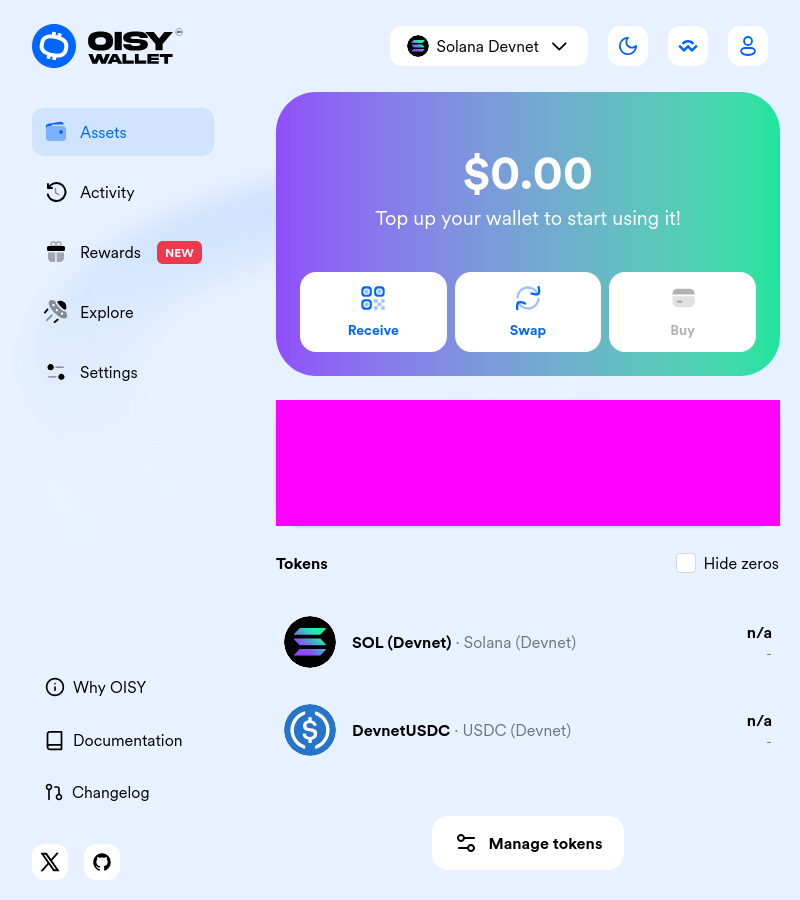 OISY
WALLET
Solana Devnet
Assets
Activity
Rewards NEW
Explore
Settings
$0.00
Top up your wallet to start using it!
Receive
Swap
Buy
Tokens
Hide zeros
SOL (Devnet) · Solana (Devnet)
n/a
-
DevnetUSDC · USDC (Devnet)
n/a
-
Manage tokens
Why OISY
Documentation
Changelog